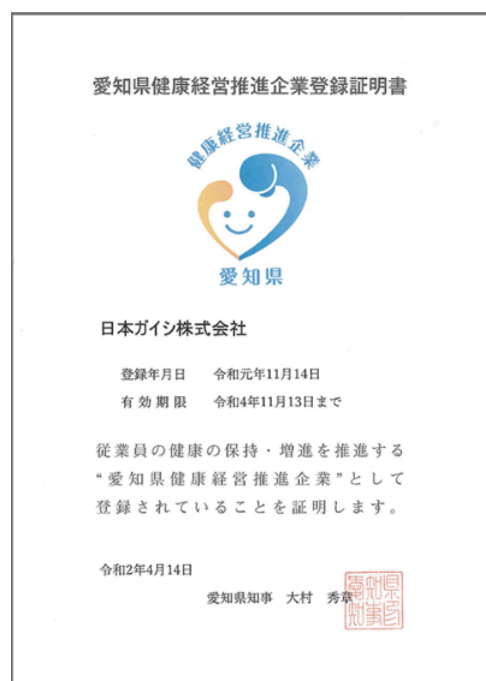 愛知県健康経営推進企業登録証明書
健康経営推進企業
愛知県
日本ガイシ株式会社
登録年月日 令和元年11月14日
有効期限 令和4年11月13日まで
従業員の健康の保持・増進を推進する
“愛知県健康経営推進企業”として
登録されていることを証明します。
令和2年4月14日
愛知県知事 大村 秀章